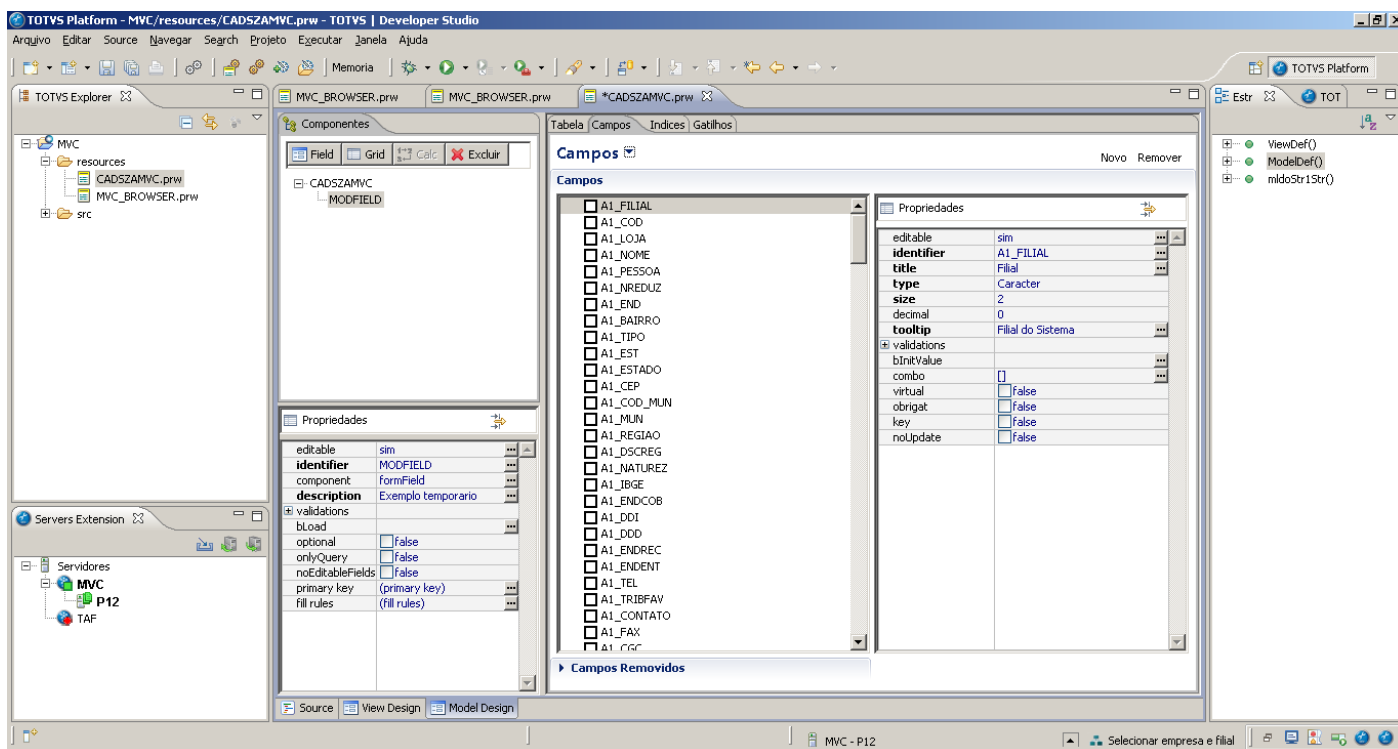 TOTVS Platform - MVC/resources/CADSZAMVC.prw - TOTVS | Developer Studio
Arquivo Editar Source Navegar Search Projeto Executar Janela Ajuda
Memoria
TOTVS Platform
TOTVS Explorer
MVC
resources
CADSZAMVC.prw
MVC_BROWSER.prw
src
Servers Extension
Servidores
MVC
P12
TAF
MVC_BROWSER.prw
MVC_BROWSER.prw
*CADSZAMVC.prw
Componentes
Field Grid Calc Excluir
CADSZAMVC
MODFIELD
Propriedades
editable sim
identifier MODFIELD
component formField
description Exemplo temporario
validations
bLoad
optional false
onlyQuery false
noEditableFields false
primary key (primary key)
fill rules (fill rules)
Source View Design Model Design
Tabela Campos Indices Gatilhos
Campos
Novo Remover
Campos
A1_FILIAL
A1_COD
A1_LOJA
A1_NOME
A1_PESSOA
A1_NREDUZ
A1_END
A1_BAIRRO
A1_TIPO
A1_EST
A1_ESTADO
A1_CEP
A1_COD_MUN
A1_MUN
A1_REGIAO
A1_DSCREG
A1_NATUREZ
A1_IBGE
A1_ENDCOB
A1_DDI
A1_DDD
A1_ENDREC
A1_ENDENT
A1_TEL
A1_TRIBFAV
A1_CONTATO
A1_FAX
A1_CGC
Campos Removidos
Propriedades
editable sim
identifier A1_FILIAL
title Filial
type Caracter
size 2
decimal 0
tooltip Filial do Sistema
validations
bInitValue
combo []
virtual false
obrigat false
key false
noUpdate false
Estr TOT
ViewDef()
ModelDef()
mldoStr1Str()
MVC - P12
Selecionar empresa e filial